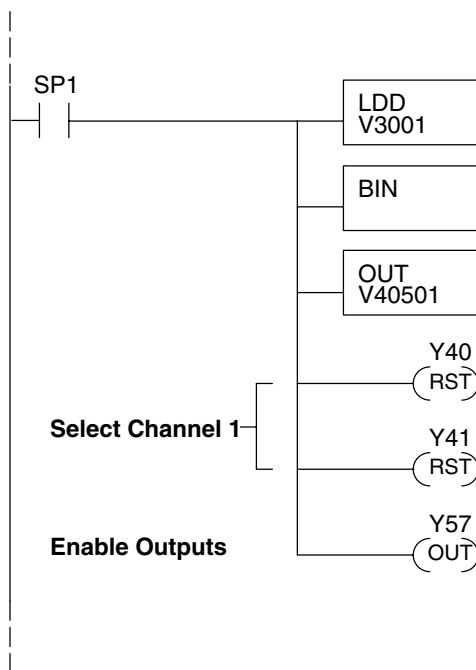 SP1
LDD
V3001
BIN
OUT
V40501
Y40
RST
Select Channel 1
Y41
RST
Y57
Enable Outputs
OUT